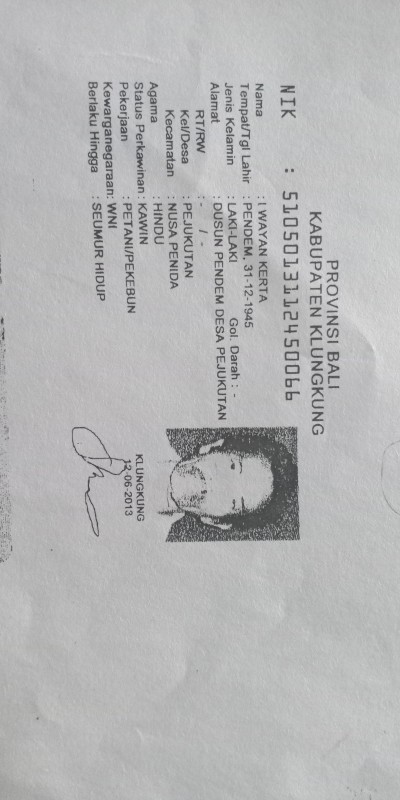 PROVINSI BALI
KABUPATEN KLUNGKUNG
NIK : 5105013112450066
Nama : I WAYAN KERTA
Tempat/Tgl Lahir : PENDEM, 31-12-1945
Jenis Kelamin : LAKI-LAKI Gol. Darah : -
Alamat : DUSUN PENDEM DESA PEJUKUTAN
RT/RW : - / -
Kel/Desa : PEJUKUTAN
Kecamatan : NUSA PENIDA
Agama : HINDU
Status Perkawinan : KAWIN
Pekerjaan : PETANI/PEKEBUN
Kewarganegaraan: WNI
Berlaku Hingga : SEUMUR HIDUP
KLUNGKUNG
12-06-2013